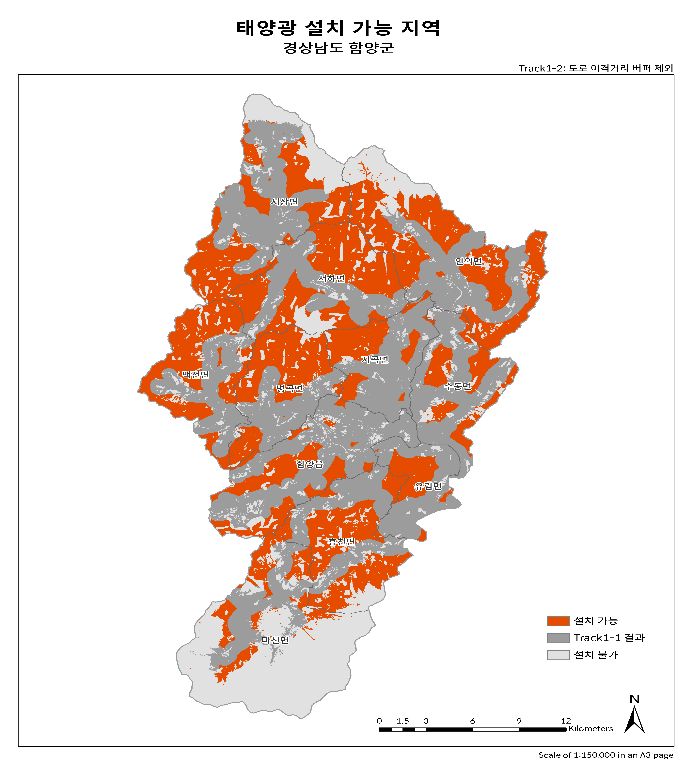 태양광 설치 가능 지역
경상남도 함양군
Track1-2: 도로 이격거리 버퍼 제외
서상면
안의면
서하면
지곡면
백전면
병곡면
수동면
함양읍
유림면
휴천면
마천면
설치 가능
Track1-1 결과
설치 불가
N
0 1.5 3 6 9 12
Kilometers
Scale of 1:150,000 in an A3 page